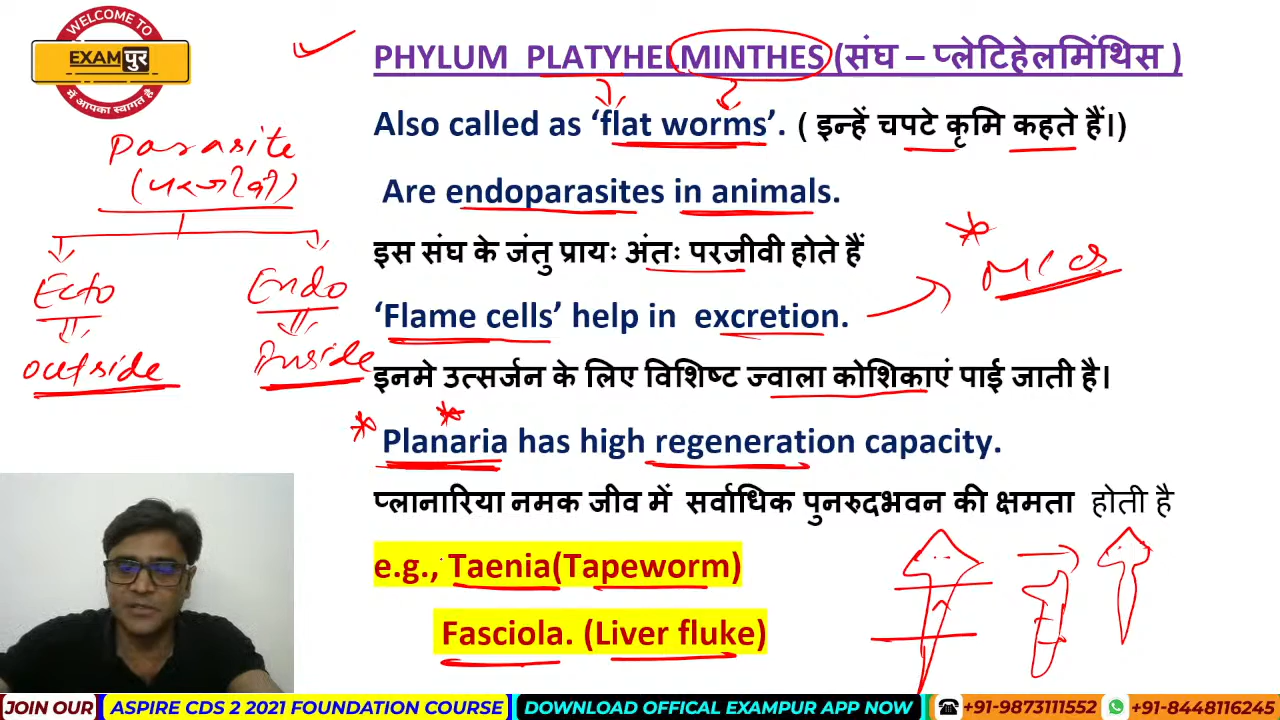 WELCOME TO
EXAMपुर
में आपका स्वागत है
PHYLUM PLATYHELMINTHES (संघ – प्लेटिहेलमिंथिस )
Also called as ‘flat worms’. ( इन्हें चपटे कृमि कहते हैं।)
Are endoparasites in animals.
इस संघ के जंतु प्रायः अंतः परजीवी होते हैं
‘Flame cells’ help in excretion.
इनमे उत्सर्जन के लिए विशिष्ट ज्वाला कोशिकाएं पाई जाती है।
Planaria has high regeneration capacity.
प्लानारिया नमक जीव में सर्वाधिक पुनरुदभवन की क्षमता होती है
e.g., Taenia(Tapeworm)
Fasciola. (Liver fluke)
Parasite
(परजीवी)
Ecto
Endo
outside
Inside
MCQs
JOIN OUR
ASPIRE CDS 2 2021 FOUNDATION COURSE
DOWNLOAD OFFICAL EXAMPUR APP NOW
+91-9873111552
+91-8448116245